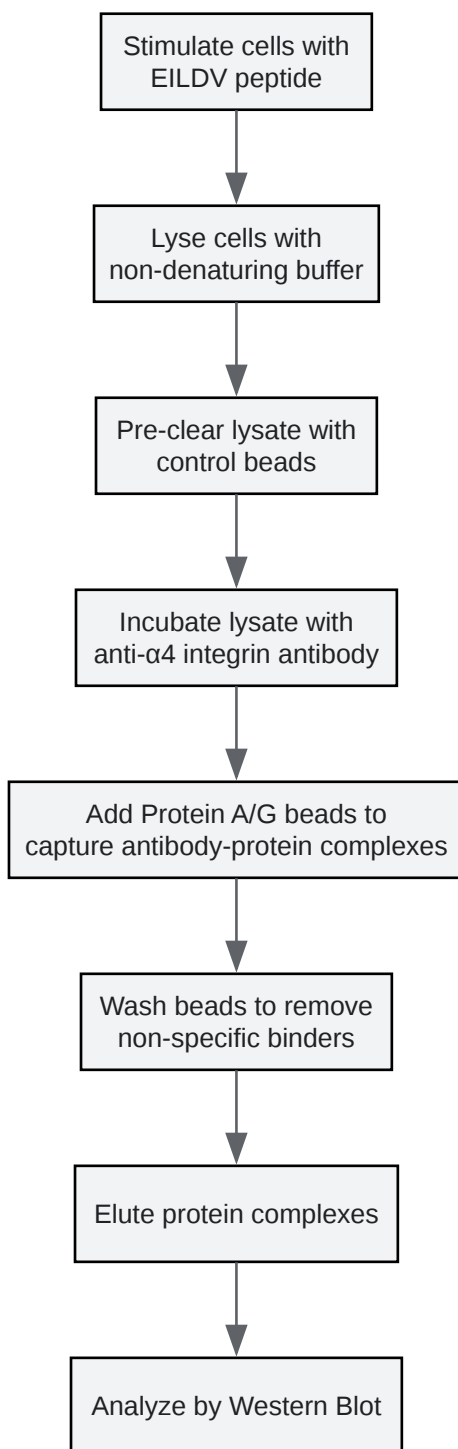 Stimulate cells with
EILDV peptide
Lyse cells with
non-denaturing buffer
Pre-clear lysate with
control beads
Incubate lysate with
anti-α4 integrin antibody
Add Protein A/G beads to
capture antibody-protein complexes
Wash beads to remove
non-specific binders
Elute protein complexes
Analyze by Western Blot